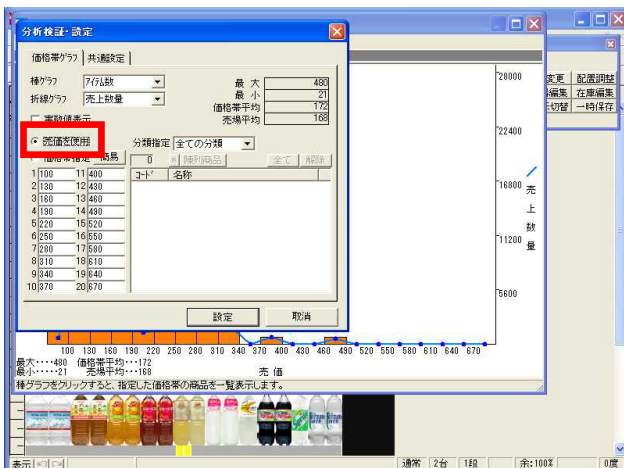 分析検証・設定
価格帯グラフ 共通設定
棒グラフ アイテム数
折線グラフ 売上数量
実数値表示
最 大 480
最 小 21
価格帯平均 172
売場平均 168
売価を使用
価格帯指定 簡易
分類指定 全ての分類
0 * 陳列商品 全て 解除
コード 名称
1 100 11 400
2 130 12 430
3 160 13 460
4 190 14 490
5 220 15 520
6 250 16 550
7 280 17 580
8 310 18 610
9 340 19 640
10 370 20 670
設定 取消
28000
22400
16800
11200
5600
売上数量
変更 配置調整
編集 在庫編集
切替 一時保存
100 130 160 190 220 250 280 310 340 370 400 430 460 490 520 550 580 610 640 670
最大・・・・480 価格帯平均・・・172
最小・・・・・21 売場平均・・・168
売 価
棒グラフをクリックすると、指定した価格帯の商品を一覧表示します。
表示 通常 2台 1段 余:100% 0度